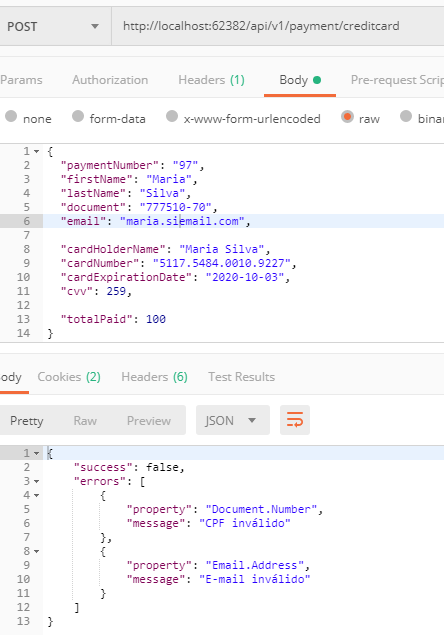 POST http://localhost:62382/api/v1/payment/creditcard
Params Authorization Headers (1) Body Pre-request Scrip
none form-data x-www-form-urlencoded raw binar
1 {
2 "paymentNumber": "97",
3 "firstName": "Maria",
4 "lastName": "Silva",
5 "document": "777510-70",
6 "email": "maria.siemail.com",
7
8 "cardHolderName": "Maria Silva",
9 "cardNumber": "5117.5484.0010.9227",
10 "cardExpirationDate": "2020-10-03",
11 "cvv": 259,
12
13 "totalPaid": 100
14 }
ody Cookies (2) Headers (6) Test Results
Pretty Raw Preview JSON
1 {
2 "success": false,
3 "errors": [
4 {
5 "property": "Document.Number",
6 "message": "CPF inválido"
7 },
8 {
9 "property": "Email.Address",
10 "message": "E-mail inválido"
11 }
12 ]
13 }